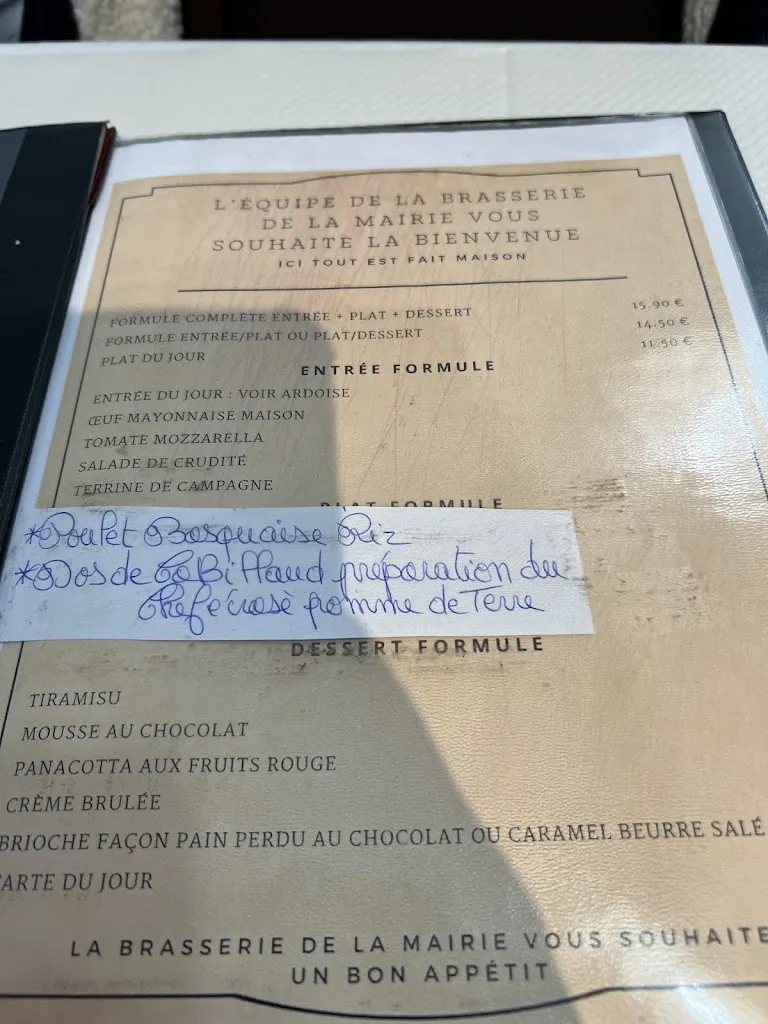 L'ÉQUIPE DE LA BRASSERIE
DE LA MAIRIE VOUS
SOUHAITE LA BIENVENUE
ICI TOUT EST FAIT MAISON
FORMULE COMPLÈTE ENTRÉE + PLAT + DESSERT 15.90 €
FORMULE ENTRÉE/PLAT OU PLAT/DESSERT 14.50 €
PLAT DU JOUR 11.50 €
ENTRÉE FORMULE
ENTRÉE DU JOUR : VOIR ARDOISE
ŒUF MAYONNAISE MAISON
TOMATE MOZZARELLA
SALADE DE CRUDITÉ
TERRINE DE CAMPAGNE
PLAT FORMULE
*Poulet Basquaise Riz
*Dos de CaBillaud préparation du
Chef écrasè pomme de Terre
DESSERT FORMULE
TIRAMISU
MOUSSE AU CHOCOLAT
PANACOTTA AUX FRUITS ROUGE
CRÈME BRULÉE
BRIOCHE FAÇON PAIN PERDU AU CHOCOLAT OU CARAMEL BEURRE SALÉ
ARTE DU JOUR
LA BRASSERIE DE LA MAIRIE VOUS SOUHAITE
UN BON APPÉTIT